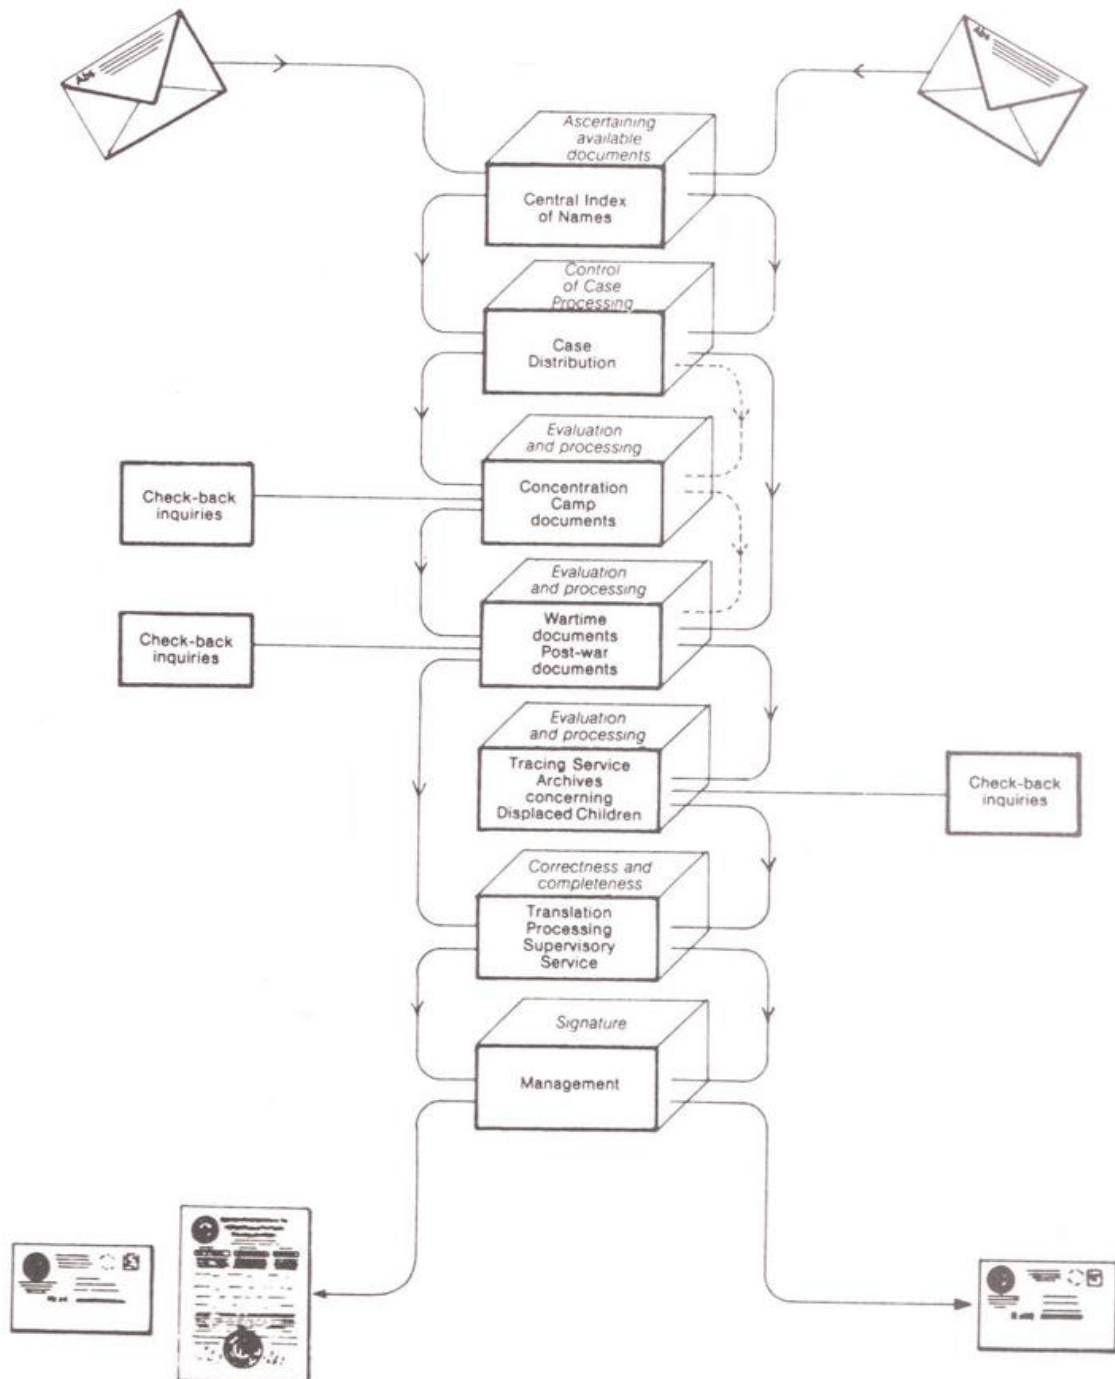 Abs
Abs
Ascertaining
available
documents
Central Index
of Names
Control
of Case
Processing
Case
Distribution
Evaluation
and processing
Check-back
inquiries
Concentration
Camp
documents
Evaluation
and processing
Check-back
inquiries
Wartime
documents
Post-war
documents
Evaluation
and processing
Tracing Service
Archives
concerning
Displaced Children
Check-back
inquiries
Correctness and
completeness
Translation
Processing
Supervisory
Service
Signature
Management